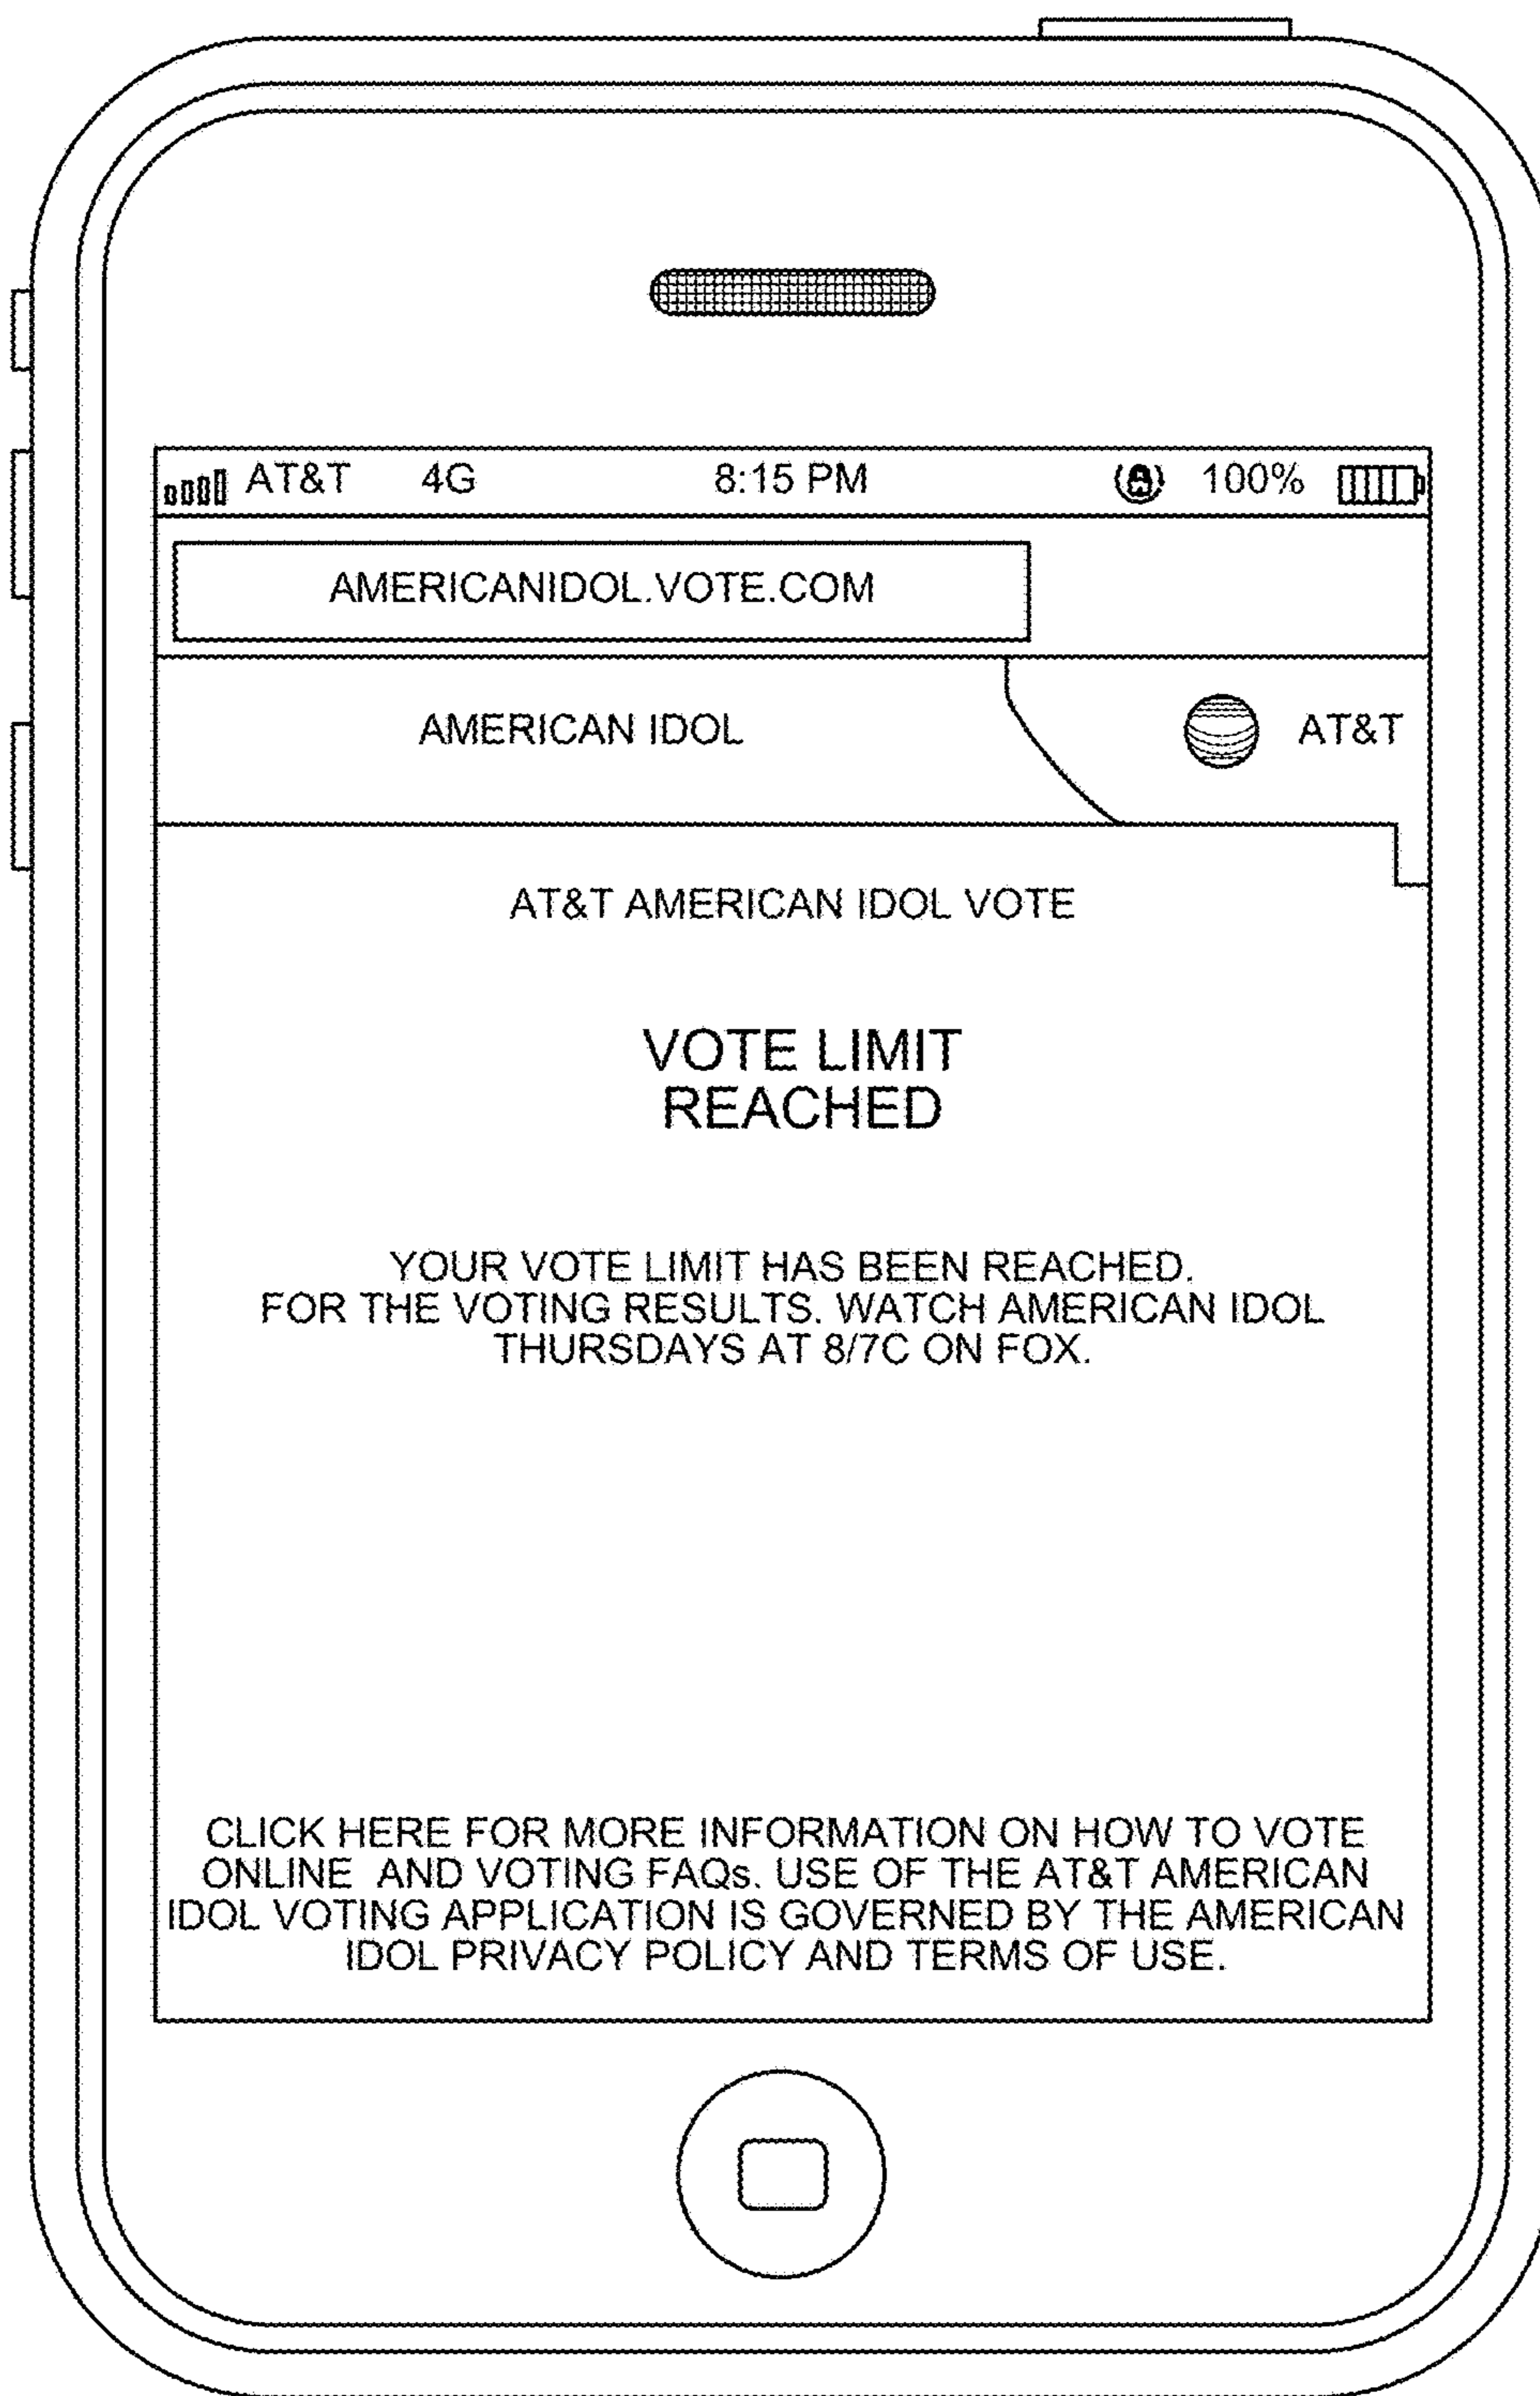 AT&T 4G 8:15 PM 100%
AMERICANIDOL.VOTE.COM
AMERICAN IDOL AT&T
AT&T AMERICAN IDOL VOTE
VOTE LIMIT
REACHED
YOUR VOTE LIMIT HAS BEEN REACHED.
FOR THE VOTING RESULTS. WATCH AMERICAN IDOL
THURSDAYS AT 8/7C ON FOX.
CLICK HERE FOR MORE INFORMATION ON HOW TO VOTE
ONLINE AND VOTING FAQs. USE OF THE AT&T AMERICAN
IDOL VOTING APPLICATION IS GOVERNED BY THE AMERICAN
IDOL PRIVACY POLICY AND TERMS OF USE.